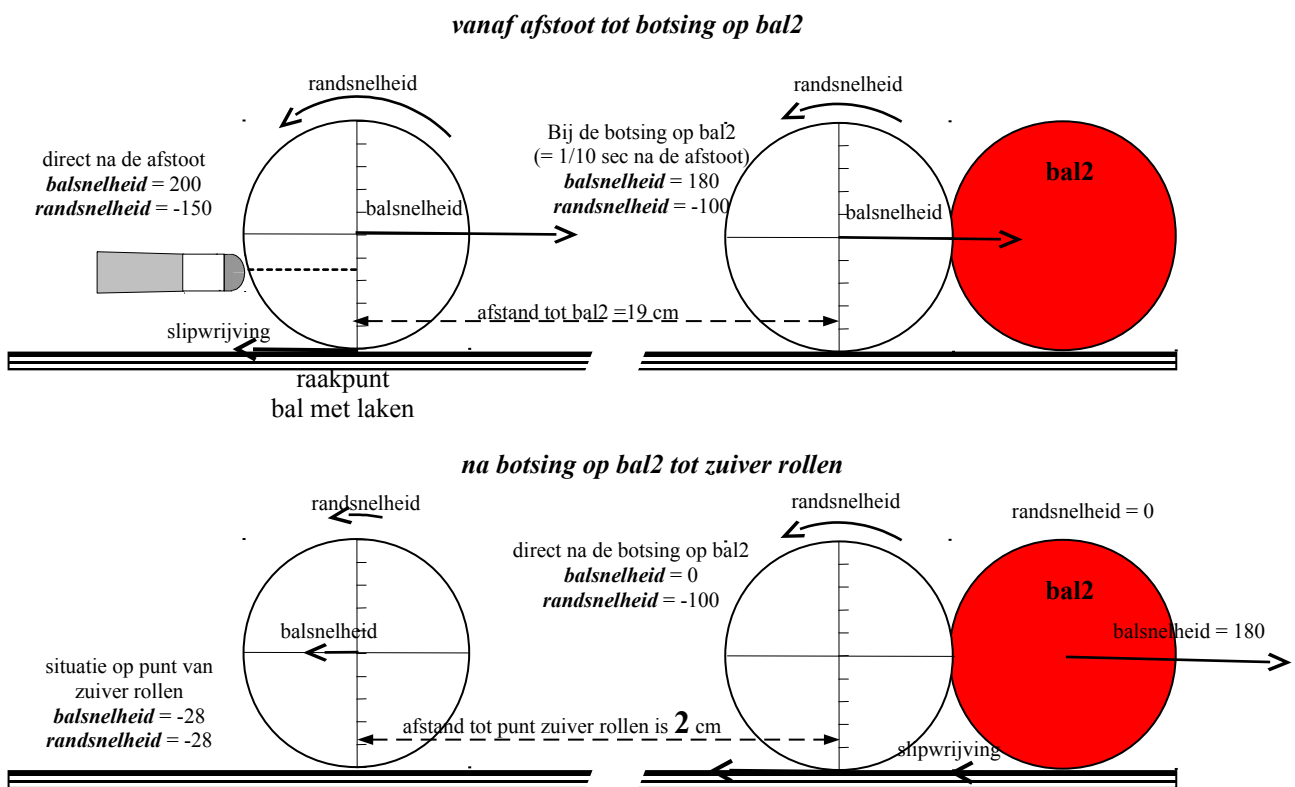 vanaf afstoot tot botsing op bal2
randsnelheid
randsnelheid
direct na de afstoot
balsnelheid = 200
randsnelheid = -150
balsnelheid
Bij de botsing op bal2
(= 1/10 sec na de afstoot)
balsnelheid = 180
randsnelheid = -100
balsnelheid
bal2
afstand tot bal2 =19 cm
slipwrijving
raakpunt
bal met laken
na botsing op bal2 tot zuiver rollen
randsnelheid
randsnelheid
randsnelheid = 0
direct na de botsing op bal2
balsnelheid = 0
randsnelheid = -100
bal2
balsnelheid
balsnelheid = 180
situatie op punt van
zuiver rollen
balsnelheid = -28
randsnelheid = -28
afstand tot punt zuiver rollen is 2 cm
slipwrijving